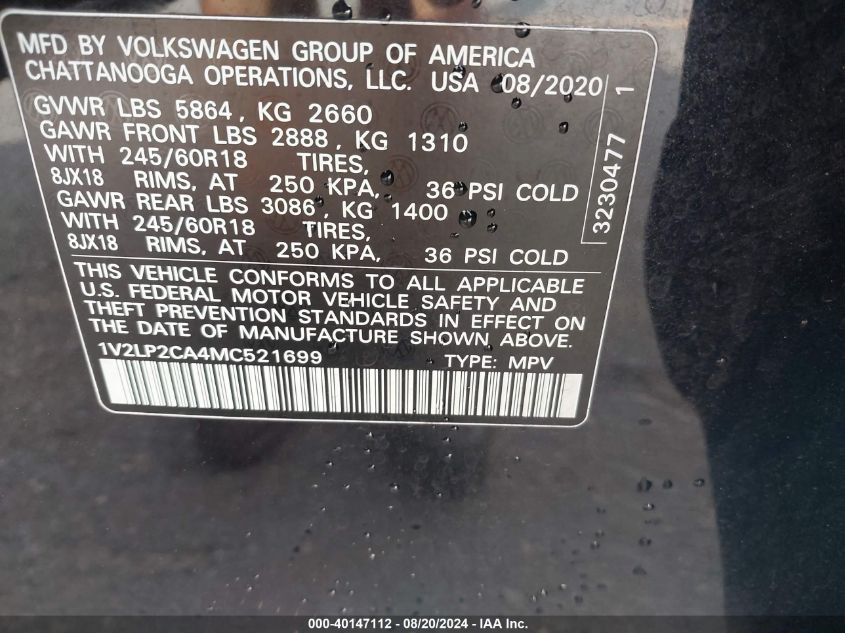 MFD BY VOLKSWAGEN GROUP OF AMERICA
CHATTANOOGA OPERATIONS, LLC. USA 08/2020
GVWR LBS 5864, KG 2660
GAWR FRONT LBS 2888, KG 1310
WITH 245/60R18 TIRES,
8JX18 RIMS, AT 250 KPA, 36 PSI COLD
GAWR REAR LBS 3086, KG 1400
WITH 245/60R18 TIRES,
8JX18 RIMS, AT 250 KPA, 36 PSI COLD
3230477 1
THIS VEHICLE CONFORMS TO ALL APPLICABLE
U.S. FEDERAL MOTOR VEHICLE SAFETY AND
THEFT PREVENTION STANDARDS IN EFFECT ON
THE DATE OF MANUFACTURE SHOWN ABOVE.
1V2LP2CA4MC521699 TYPE: MPV
000-40147112 - 08/20/2024 - IAA Inc.